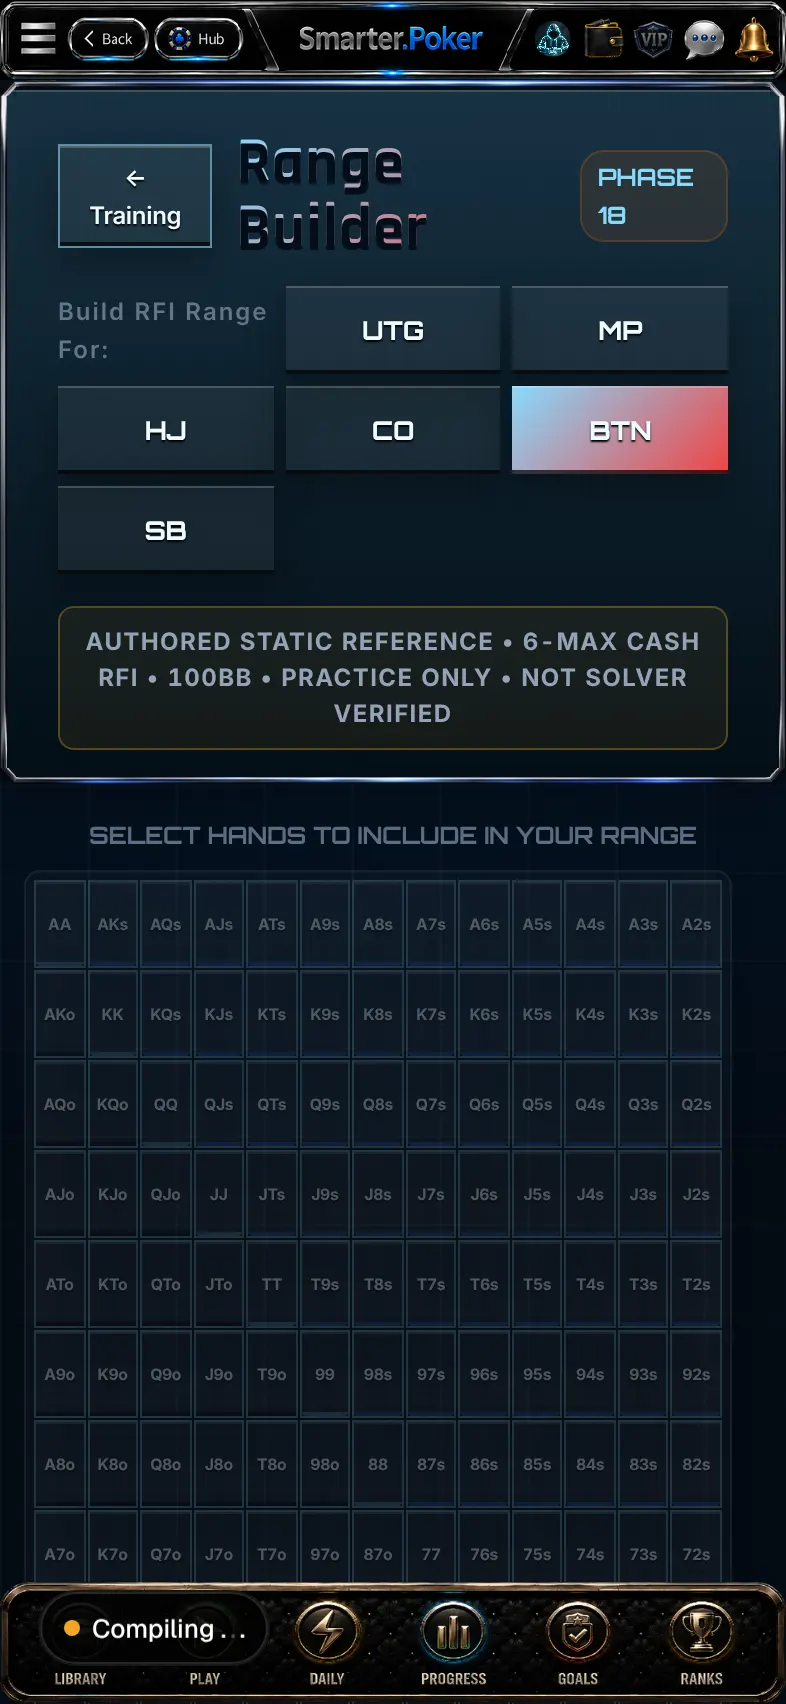 Back
Hub
Smarter.Poker
VIP
← Training
Range Builder
PHASE 18
Build RFI Range For:
UTG
MP
HJ
CO
BTN
SB
AUTHORED STATIC REFERENCE • 6-MAX CASH
RFI • 100BB • PRACTICE ONLY • NOT SOLVER
VERIFIED
SELECT HANDS TO INCLUDE IN YOUR RANGE
AA AKs AQs AJs ATs A9s A8s A7s A6s A5s A4s A3s A2s
AKo KK KQs KJs KTs K9s K8s K7s K6s K5s K4s K3s K2s
AQo KQo QQ QJs QTs Q9s Q8s Q7s Q6s Q5s Q4s Q3s Q2s
AJo KJo QJo JJ JTs J9s J8s J7s J6s J5s J4s J3s J2s
ATo KTo QTo JTo TT T9s T8s T7s T6s T5s T4s T3s T2s
A9o K9o Q9o J9o T9o 99 98s 97s 96s 95s 94s 93s 92s
A8o K8o Q8o J8o T8o 98o 88 87s 86s 85s 84s 83s 82s
A7o K7o Q7o J7o T7o 97o 87o 77 76s 75s 74s 73s 72s
Compiling ...
LIBRARY PLAY DAILY PROGRESS GOALS RANKS